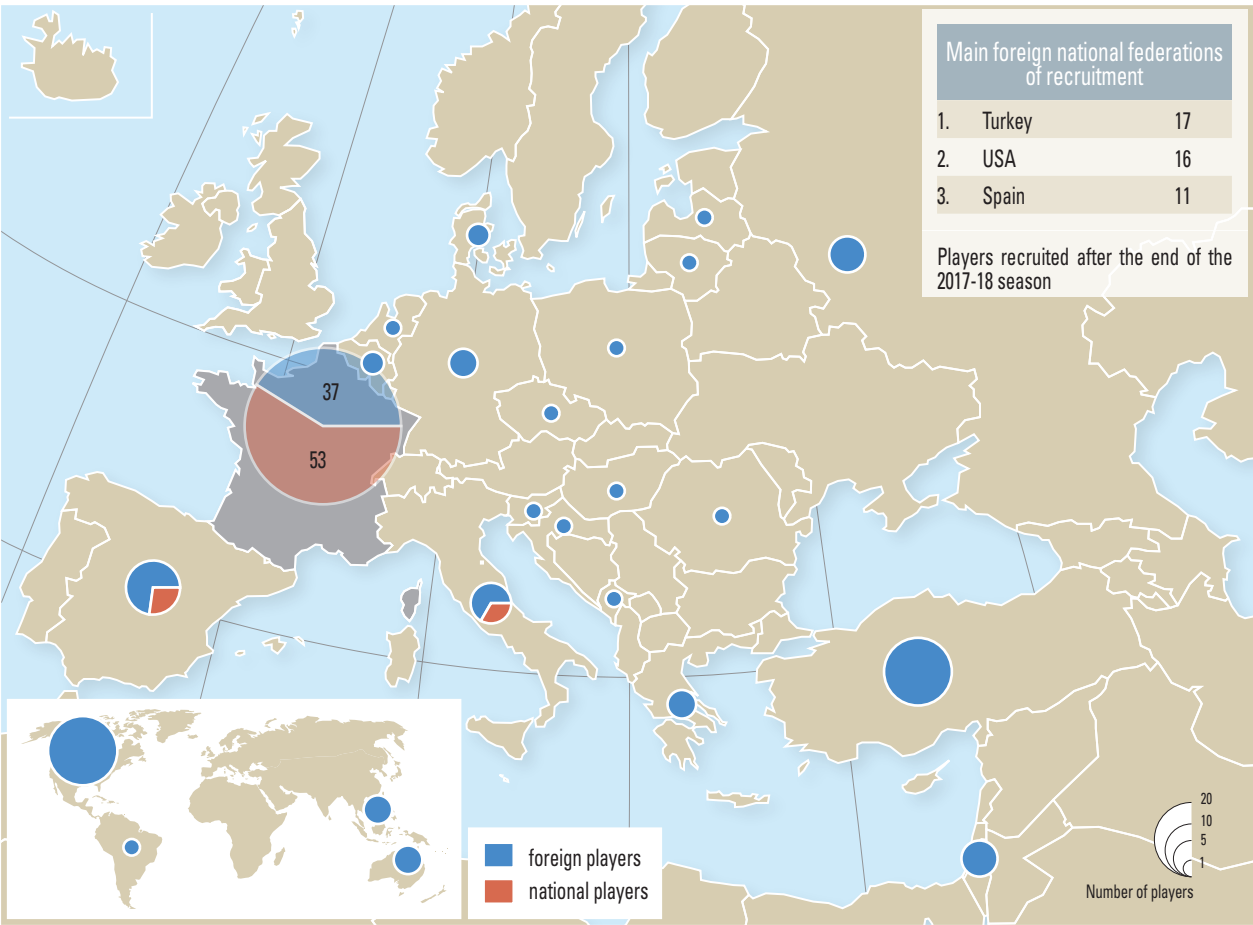 Main foreign national federations
of recruitment
1. Turkey 17
2. USA 16
3. Spain 11
Players recruited after the end of the
2017-18 season
37
53
foreign players
national players
20
10
5
1
Number of players